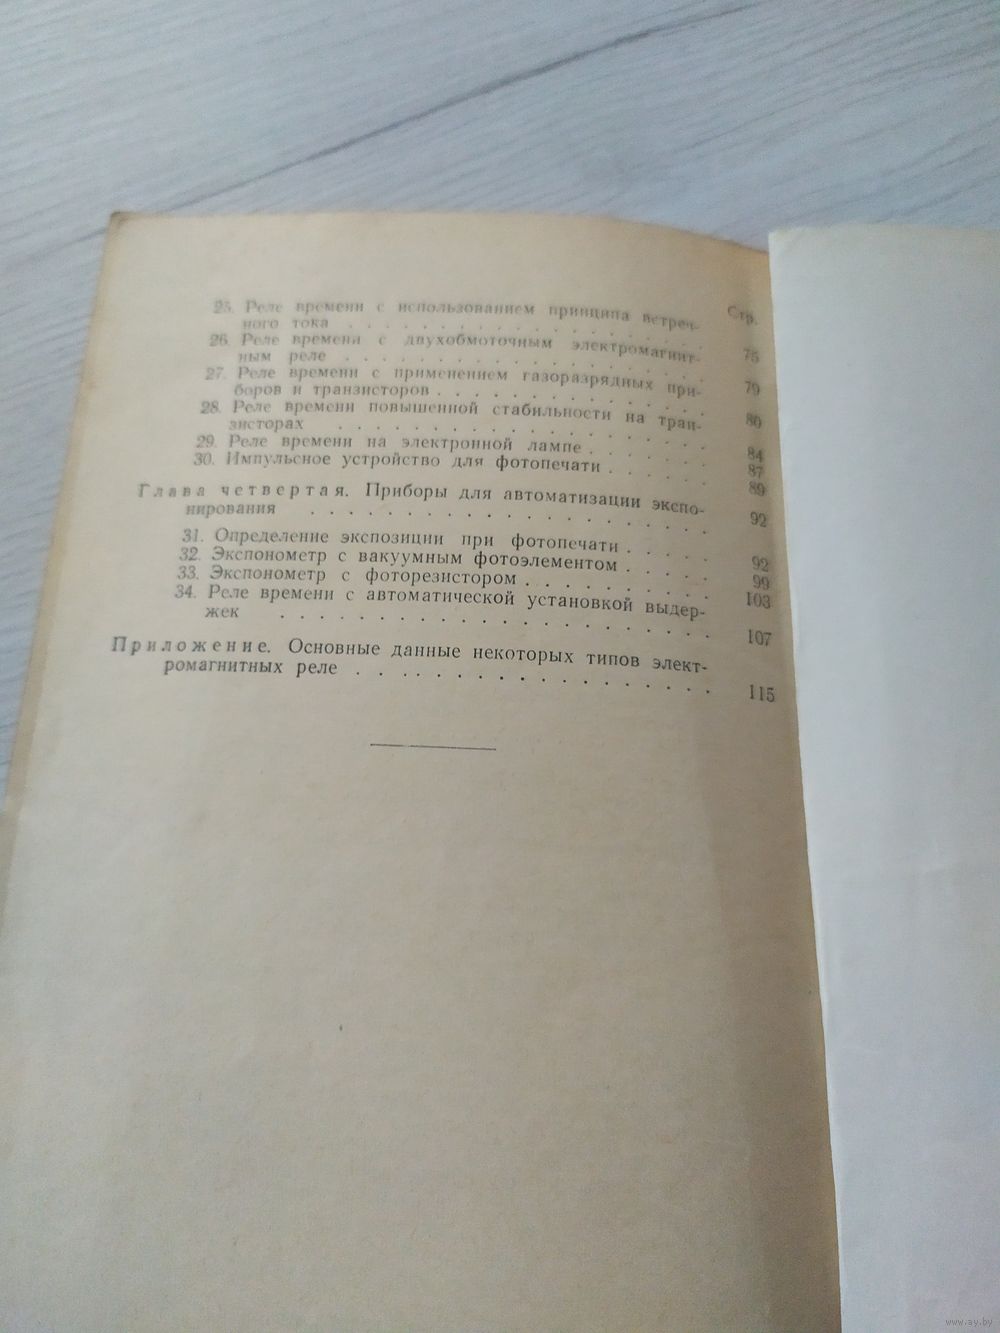 Стр.
25. Реле времени с использованием принципа встреч-
ного тока . . . . . . . . . . . . . . . . 75
26. Реле времени с двухобмоточным электромагнит-
ным реле . . . . . . . . . . . . . . . . 79
27. Реле времени с применением газоразрядных при-
боров и транзисторов . . . . . . . . . . . 80
28. Реле времени повышенной стабильности на тран-
зисторах . . . . . . . . . . . . . . . . 84
29. Реле времени на электронной лампе . . . . . . 87
30. Импульсное устройство для фотопечати . . . . . 89
Глава четвертая. Приборы для автоматизации экспо-
нирования . . . . . . . . . . . . . . . . 92
31. Определение экспозиции при фотопечати . . . . . 92
32. Экспонометр с вакуумным фотоэлементом . . . . . 99
33. Экспонометр с фоторезистором . . . . . . . . 103
34. Реле времени с автоматической установкой выдер-
жек . . . . . . . . . . . . . . . . . . 107
Приложение. Основные данные некоторых типов элект-
ромагнитных реле . . . . . . . . . . . . . 115
www.ay.by